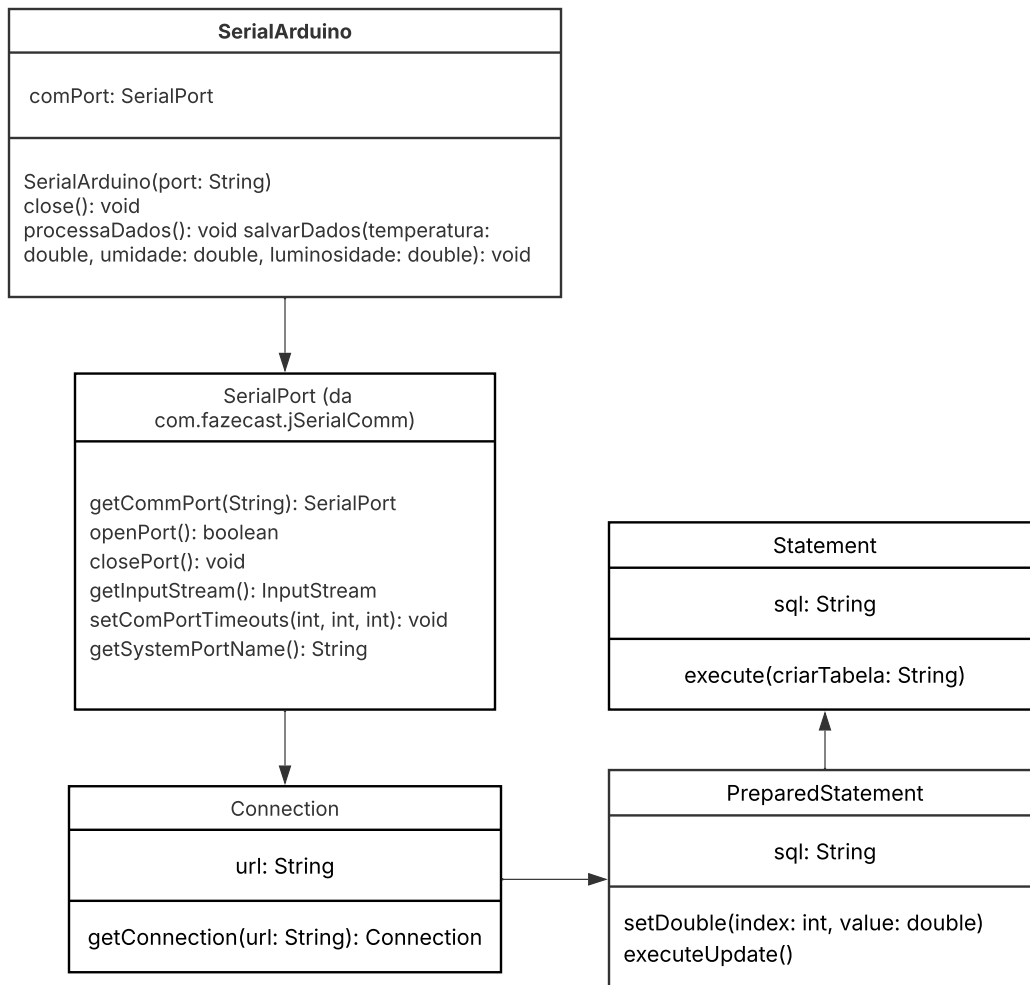 SerialArduino
comPort: SerialPort
SerialArduino(port: String)
close(): void
processaDados(): void salvarDados(temperatura:
double, umidade: double, luminosidade: double): void
SerialPort (da
com.fazecast.jSerialComm)
getCommPort(String): SerialPort
openPort(): boolean
closePort(): void
getInputStream(): InputStream
setComPortTimeouts(int, int, int): void
getSystemPortName(): String
Connection
url: String
getConnection(url: String): Connection
Statement
sql: String
execute(criarTabela: String)
PreparedStatement
sql: String
setDouble(index: int, value: double)
executeUpdate()